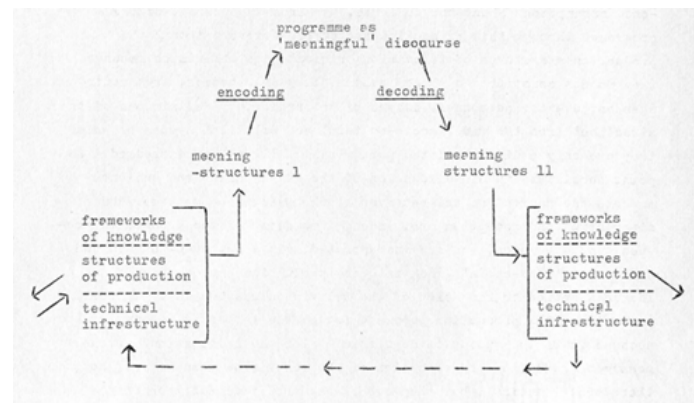 programme as
'meaningful' discourse
encoding
decoding
meaning
-structures 1
meaning
structures 11
frameworks
of knowledge
structures
of production
technical
infrastructure
frameworks
of knowledge
structures
of production
technical
infrastructure